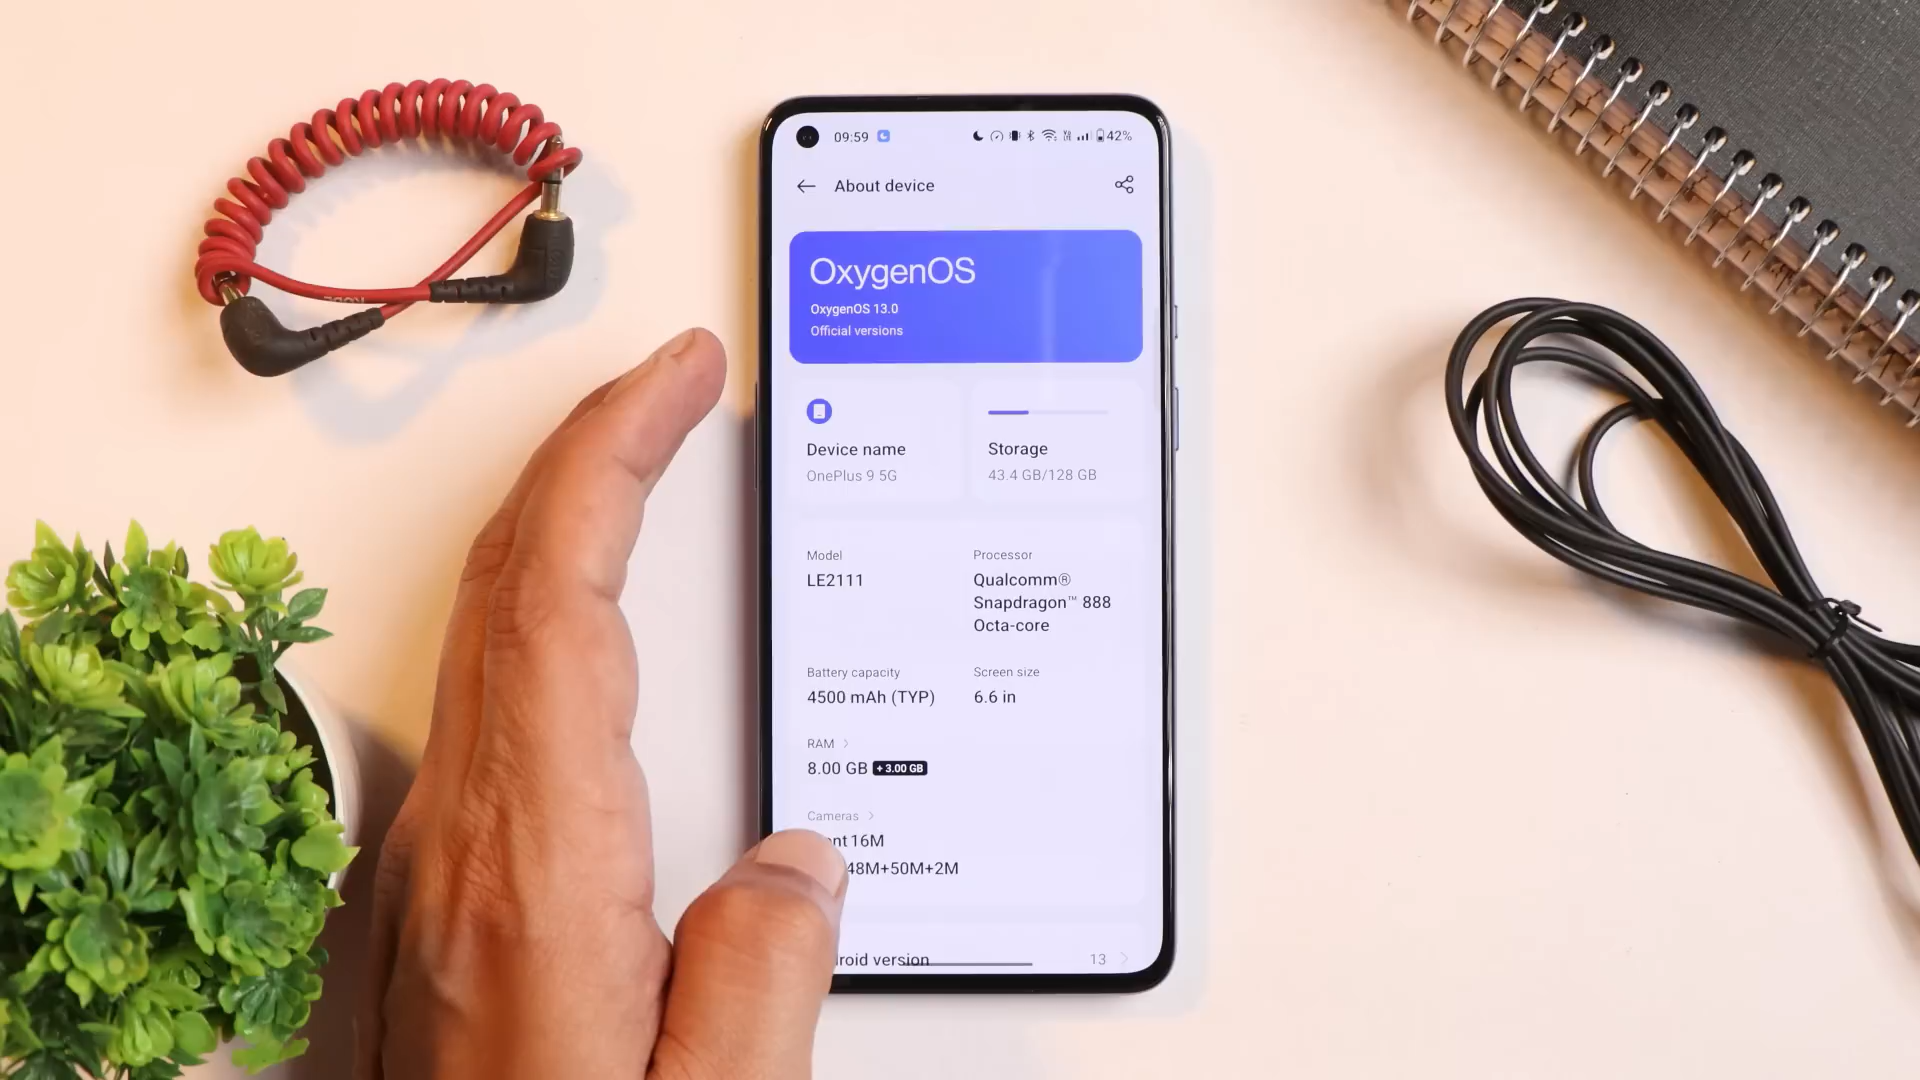 09:59
42%
About device
OxygenOS
OxygenOS 13.0
Official versions
Device name
OnePlus 9 5G
Storage
43.4 GB/128 GB
Model
LE2111
Processor
Qualcomm®
Snapdragon™ 888
Octa-core
Battery capacity
4500 mAh (TYP)
Screen size
6.6 in
RAM
8.00 GB +3.00 GB
Cameras
16M
48M+50M+2M
version
13
RODE